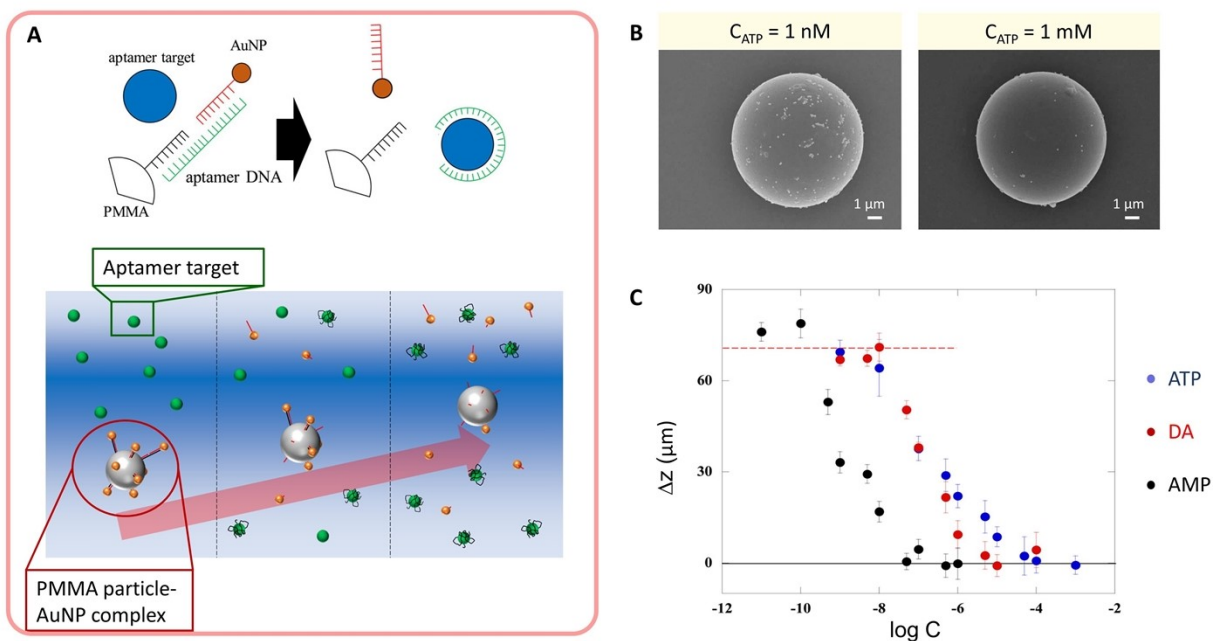 A
aptamer target
AuNP
aptamer DNA
PMMA
Aptamer target
PMMA particle-
AuNP complex
B
C_ATP = 1 nM
C_ATP = 1 mM
1 μm
1 μm
C
90
60
30
0
Δz (μm)
-12
-10
-8
-6
-4
-2
log C
ATP
DA
AMP